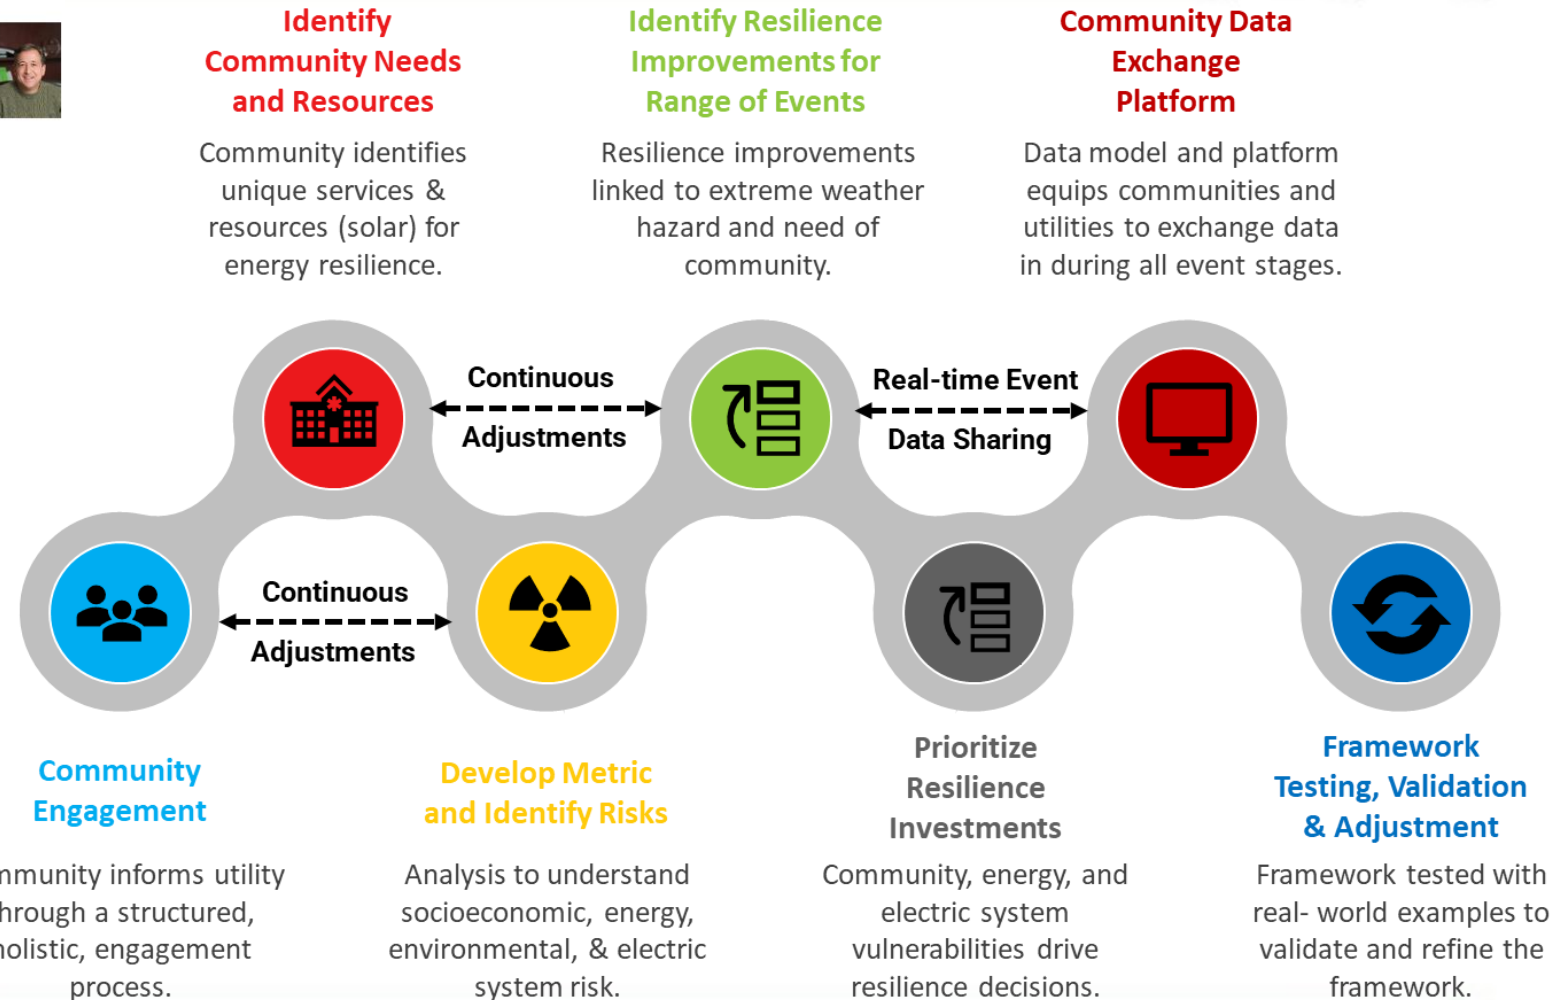 Identify
Community Needs
and Resources
Community identifies
unique services &
resources (solar) for
energy resilience.
Identify Resilience
Improvements for
Range of Events
Resilience improvements
linked to extreme weather
hazard and need of
community.
Community Data
Exchange
Platform
Data model and platform
equips communities and
utilities to exchange data
in during all event stages.
Continuous
Adjustments
Real-time Event
Data Sharing
Continuous
Adjustments
Community
Engagement
mmunity informs utility
hrough a structured,
holistic, engagement
process.
Develop Metric
and Identify Risks
Analysis to understand
socioeconomic, energy,
environmental, & electric
system risk.
Prioritize
Resilience
Investments
Community, energy, and
electric system
vulnerabilities drive
resilience decisions.
Framework
Testing, Validation
& Adjustment
Framework tested with
real- world examples to
validate and refine the
framework.